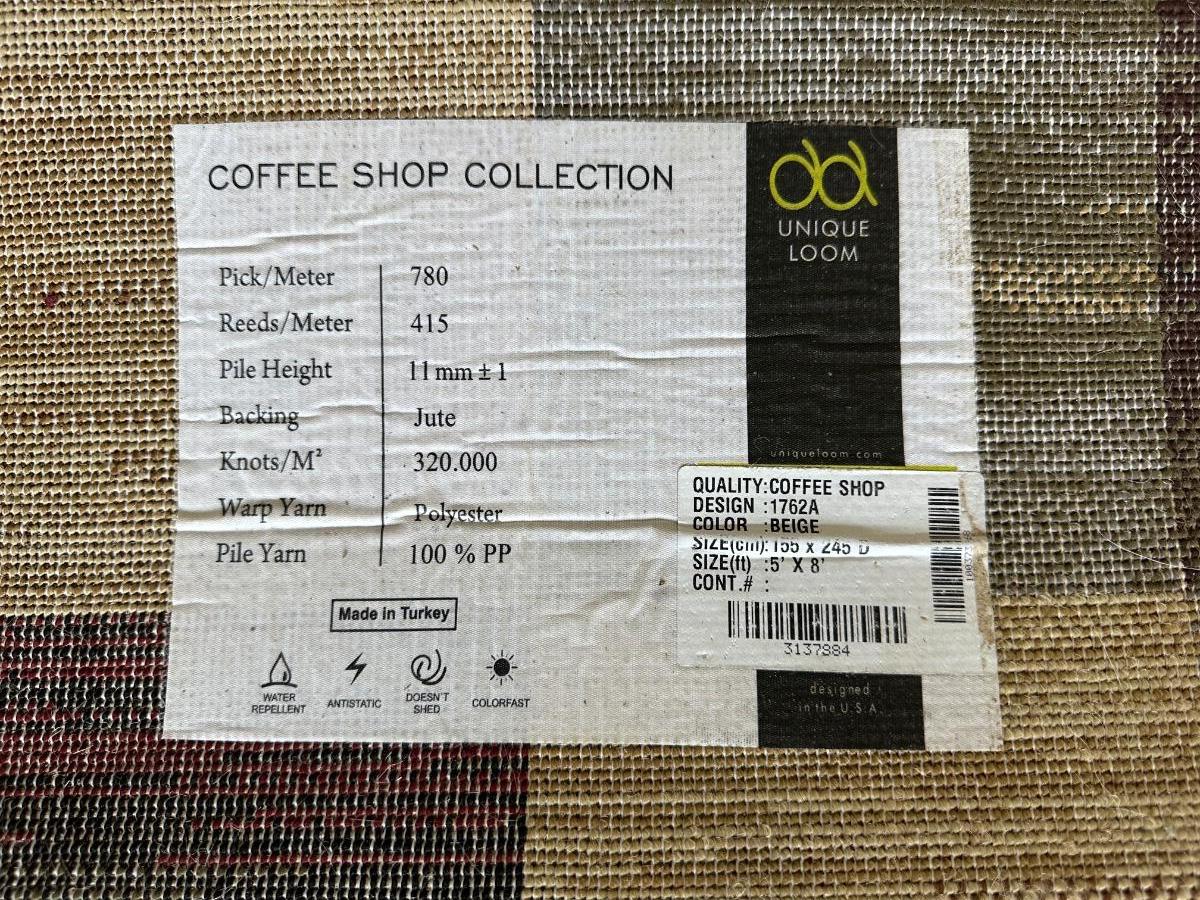 COFFEE SHOP COLLECTION
Pick/Meter 780
Reeds/Meter 415
Pile Height 11 mm ± 1
Backing Jute
Knots/M² 320.000
Warp Yarn Polyester
Pile Yarn 100 % PP
Made in Turkey
WATER
REPELLENT
ANTISTATIC
DOESN'T
SHED
COLORFAST
UNIQUE
LOOM
uniqueloom.com
QUALITY:COFFEE SHOP
DESIGN :1762A
COLOR :BEIGE
SIZE(cm): 155 x 245 D
SIZE(ft) :5' X 8'
CONT.# :
3137384
designed
in the U.S.A.